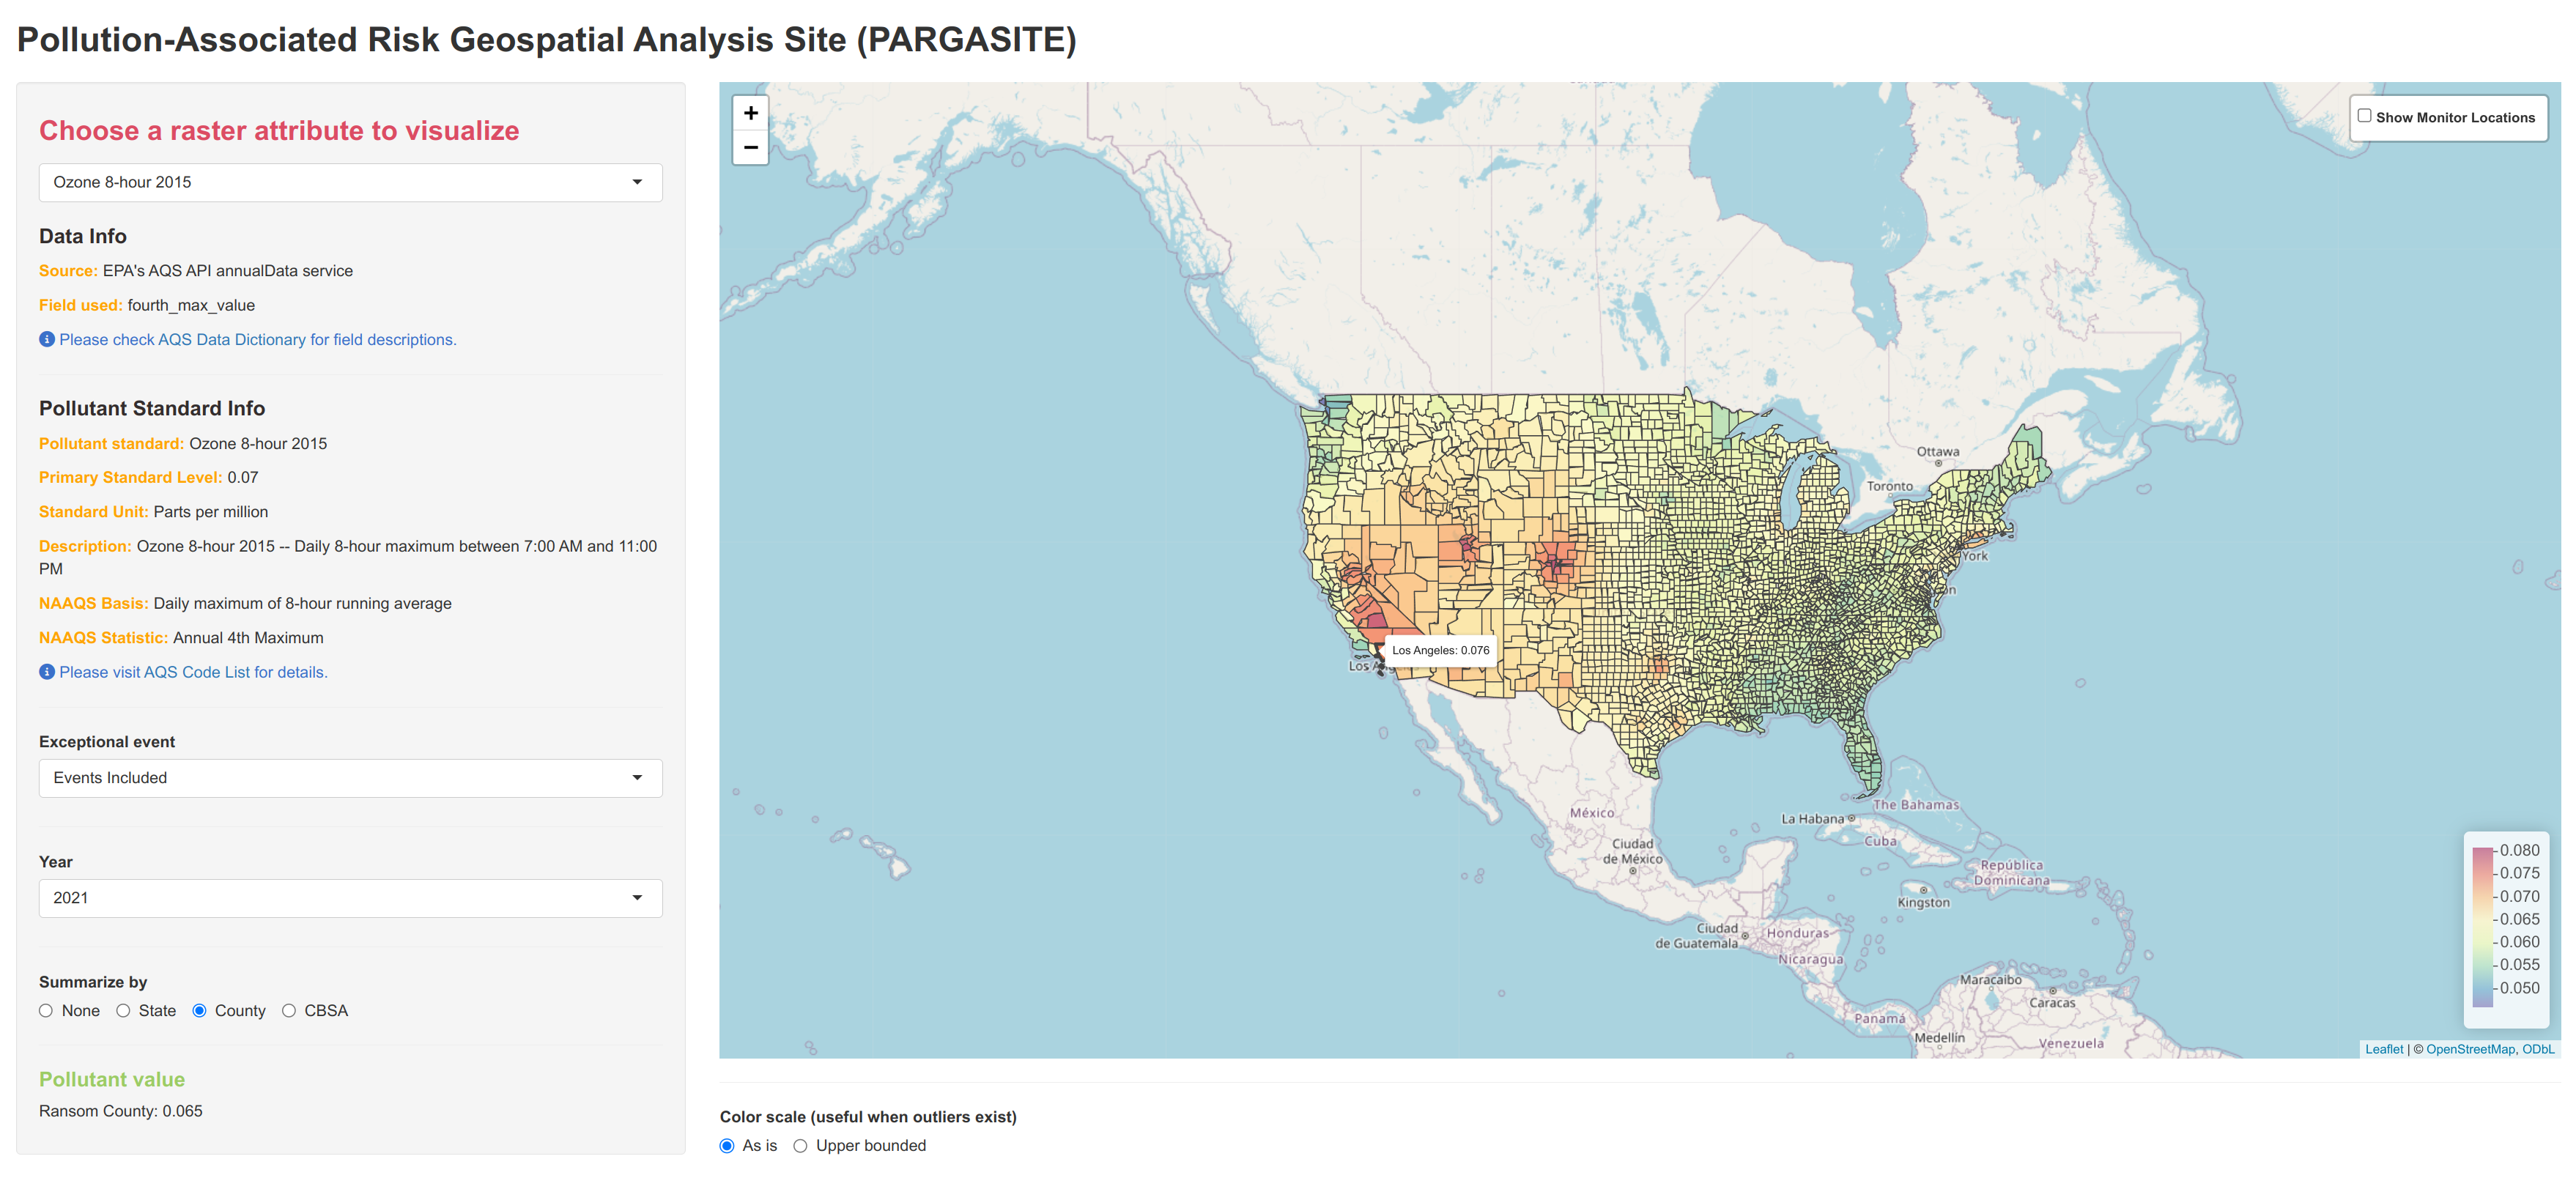 Pollution-Associated Risk Geospatial Analysis Site (PARGASITE)
Choose a raster attribute to visualize
Ozone 8-hour 2015
Data Info
Source: EPA's AQS API annualData service
Field used: fourth_max_value
Please check AQS Data Dictionary for field descriptions.
Pollutant Standard Info
Pollutant standard: Ozone 8-hour 2015
Primary Standard Level: 0.07
Standard Unit: Parts per million
Description: Ozone 8-hour 2015 -- Daily 8-hour maximum between 7:00 AM and 11:00
PM
NAAQS Basis: Daily maximum of 8-hour running average
NAAQS Statistic: Annual 4th Maximum
Please visit AQS Code List for details.
Exceptional event
Events Included
Year
2021
Summarize by
None State County CBSA
Pollutant value
Ransom County: 0.065
+
−
Show Monitor Locations
Ottawa
Toronto
York
Los Angeles: 0.076
Los
México
Ciudad
de México
La Habana
The Bahamas
Cuba
República
Dominicana
Kingston
Ciudad
de Guatemala
Honduras
Nicaragua
Maracaibo
Caracas
Panamá
Medellín
Venezuela
0.080
0.075
0.070
0.065
0.060
0.055
0.050
Leaflet | © OpenStreetMap, ODbL
Color scale (useful when outliers exist)
As is Upper bounded